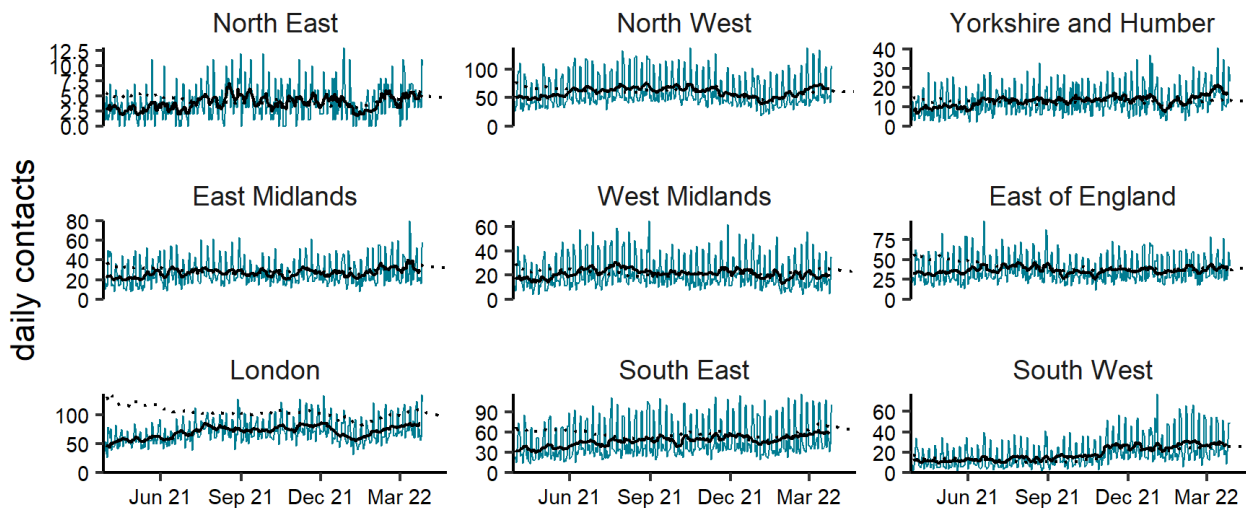 North East
North West
Yorkshire and Humber
12.5
10.0
7.5
5.0
2.5
0.0
100
50
0
40
30
20
10
0
East Midlands
West Midlands
East of England
80
60
40
20
0
60
40
20
0
75
50
25
0
daily contacts
London
South East
South West
100
50
0
90
60
30
0
60
40
20
0
Jun 21 Sep 21 Dec 21 Mar 22
Jun 21 Sep 21 Dec 21 Mar 22
Jun 21 Sep 21 Dec 21 Mar 22